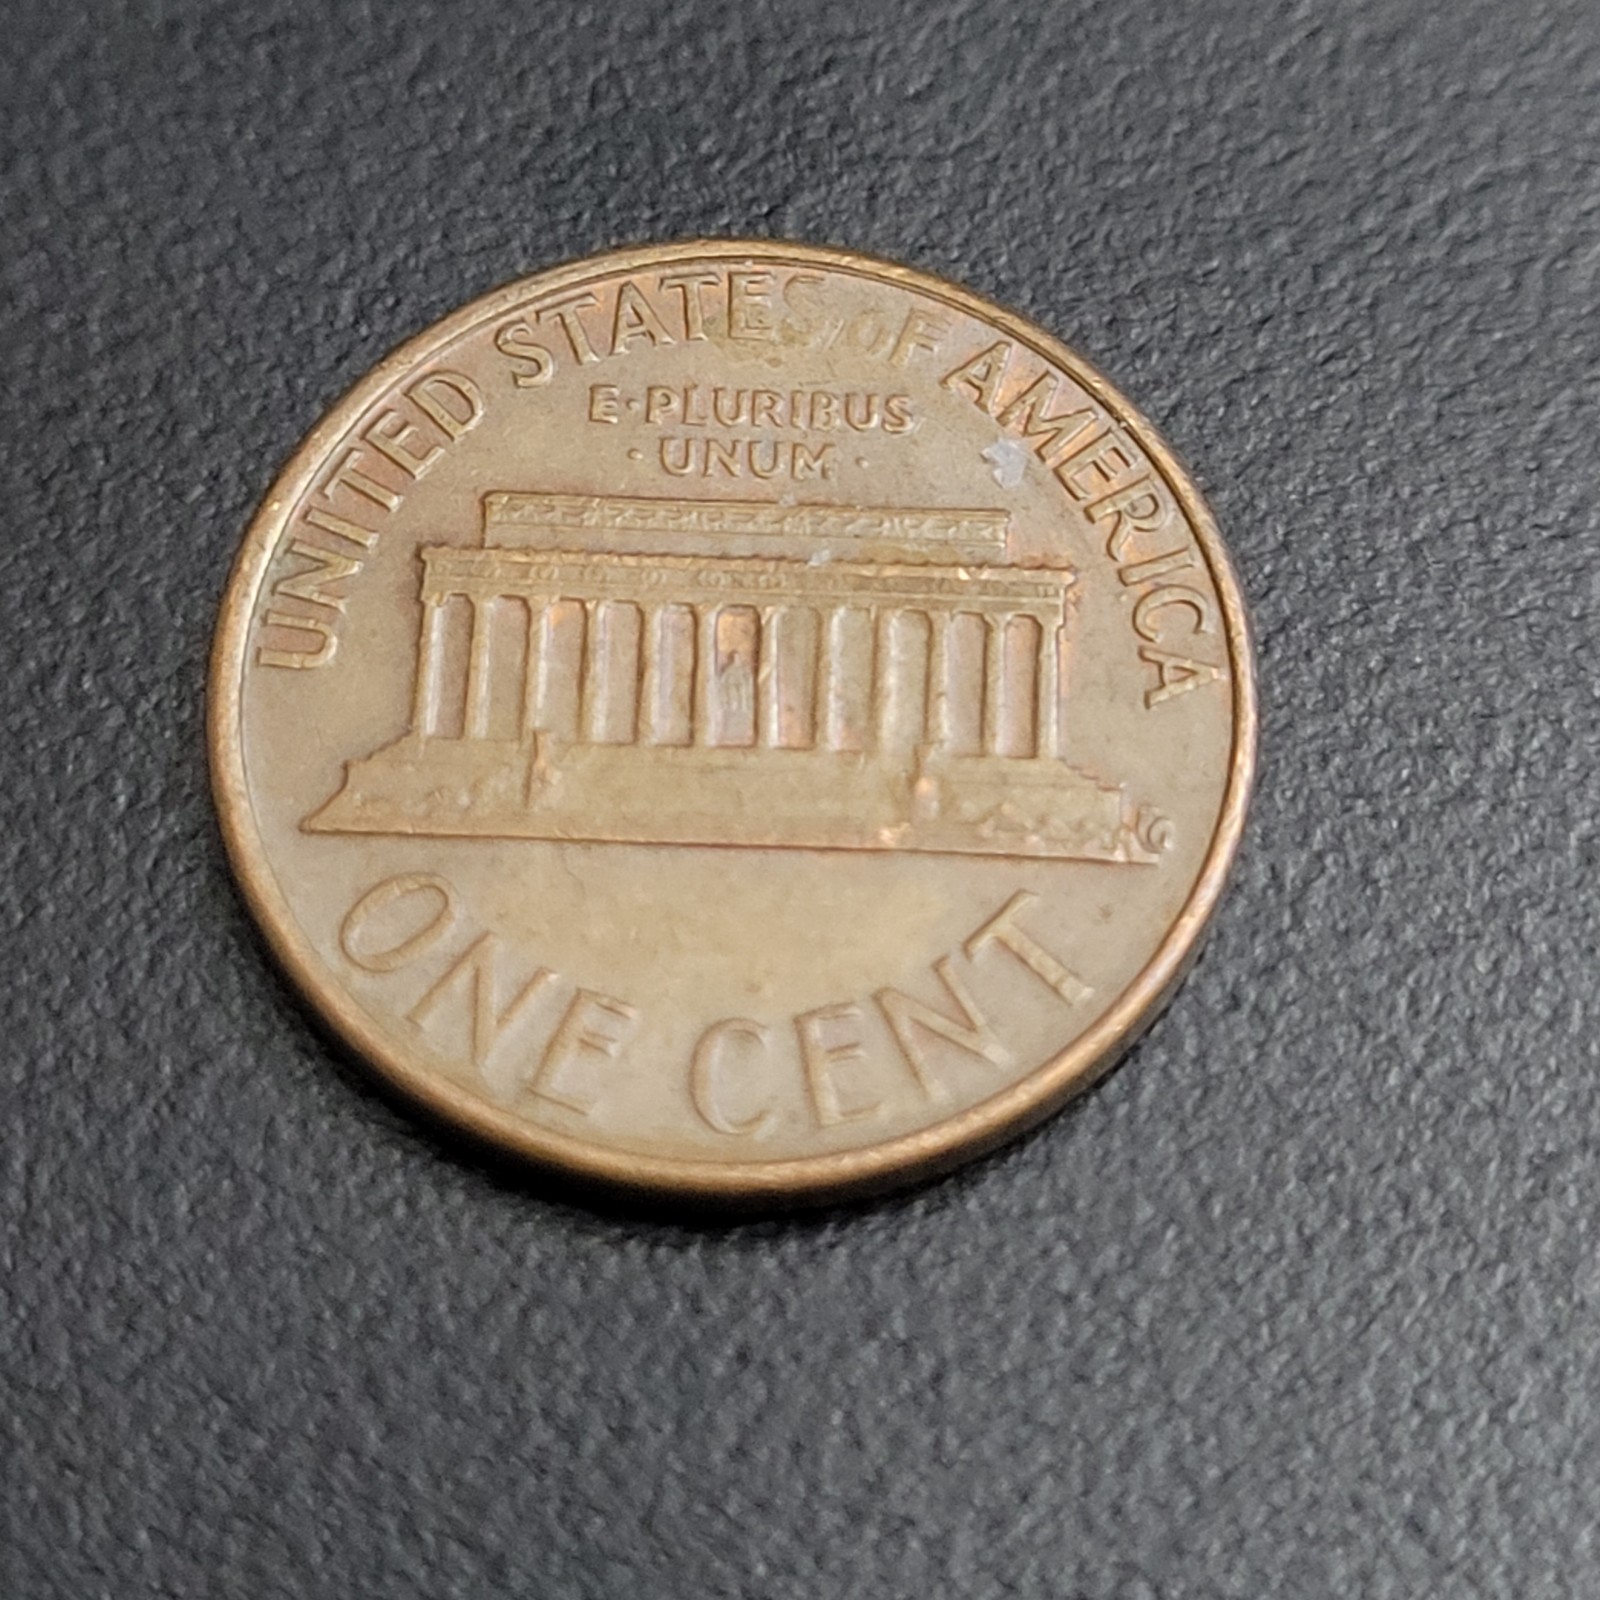 UNITED STATES OF AMERICA
E·PLURIBUS
·UNUM·
ONE CENT